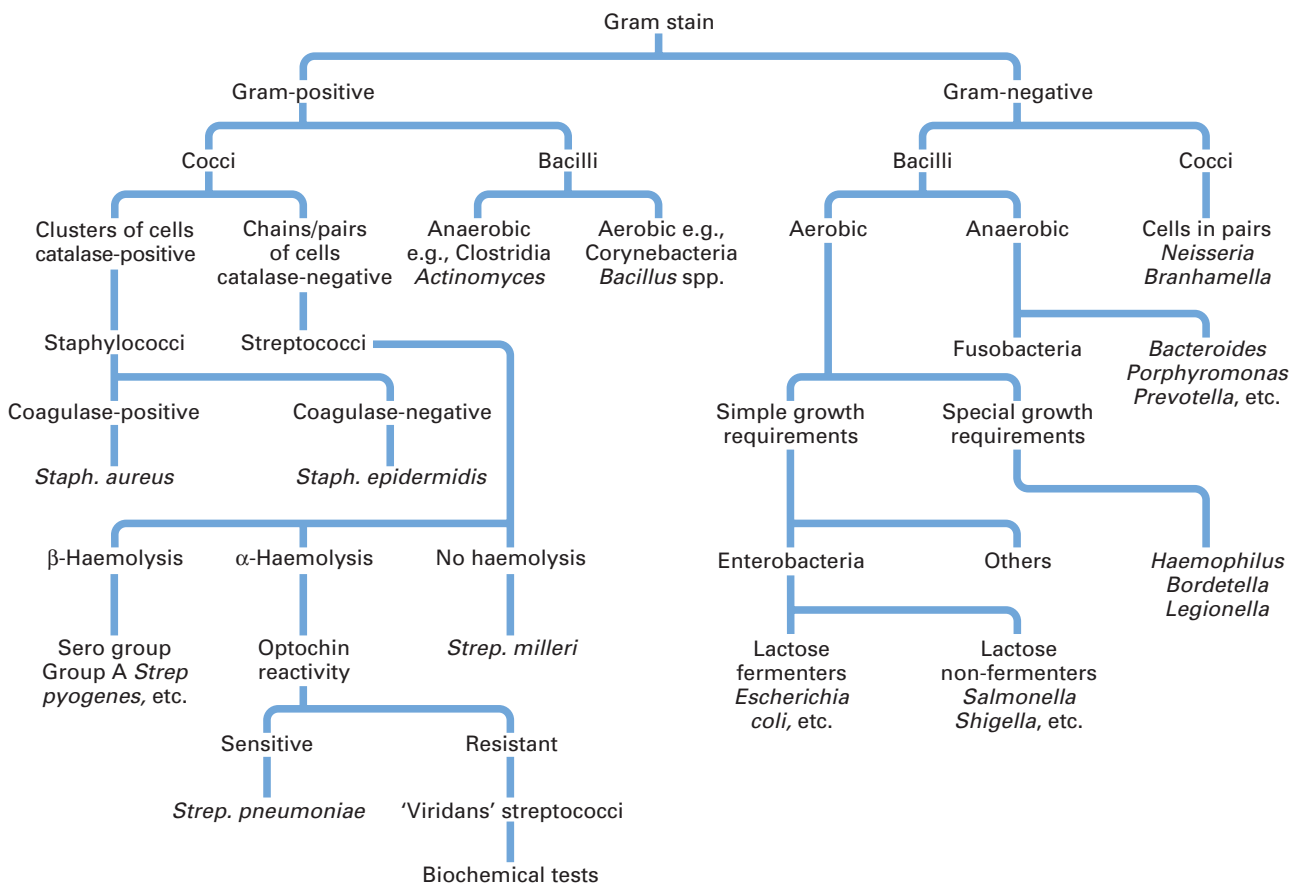 Gram stain
Gram-positive
Gram-negative
Cocci
Bacilli
Bacilli
Cocci
Clusters of cells
catalase-positive
Chains/pairs
of cells
catalase-negative
Anaerobic
e.g., Clostridia
Actinomyces
Aerobic e.g.,
Corynebacteria
Bacillus spp.
Aerobic
Anaerobic
Cells in pairs
Neisseria
Branhamella
Staphylococci
Streptococci
Fusobacteria
Bacteroides
Porphyromonas
Prevotella, etc.
Coagulase-positive
Coagulase-negative
Simple growth
requirements
Special growth
requirements
Staph. aureus
Staph. epidermidis
β-Haemolysis
α-Haemolysis
No haemolysis
Enterobacteria
Others
Haemophilus
Bordetella
Legionella
Sero group
Group A Strep
pyogenes, etc.
Optochin
reactivity
Strep. milleri
Lactose
fermenters
Escherichia
coli, etc.
Lactose
non-fermenters
Salmonella
Shigella, etc.
Sensitive
Resistant
Strep. pneumoniae
‘Viridans’ streptococci
Biochemical tests